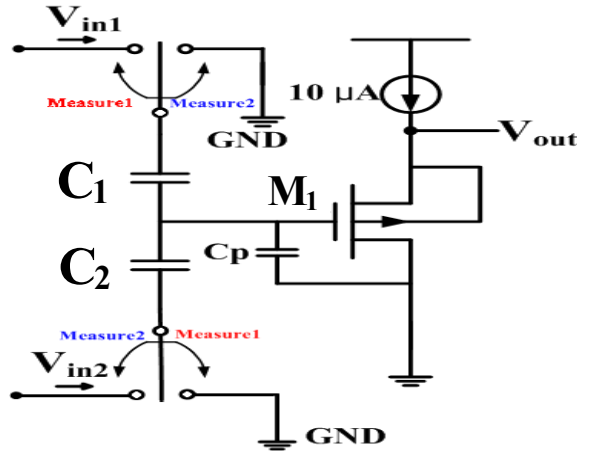 Vin1
Measure1 Measure2
GND
10 μA
Vout
C1
M1
C2
Cp
Measure2 Measure1
Vin2
GND